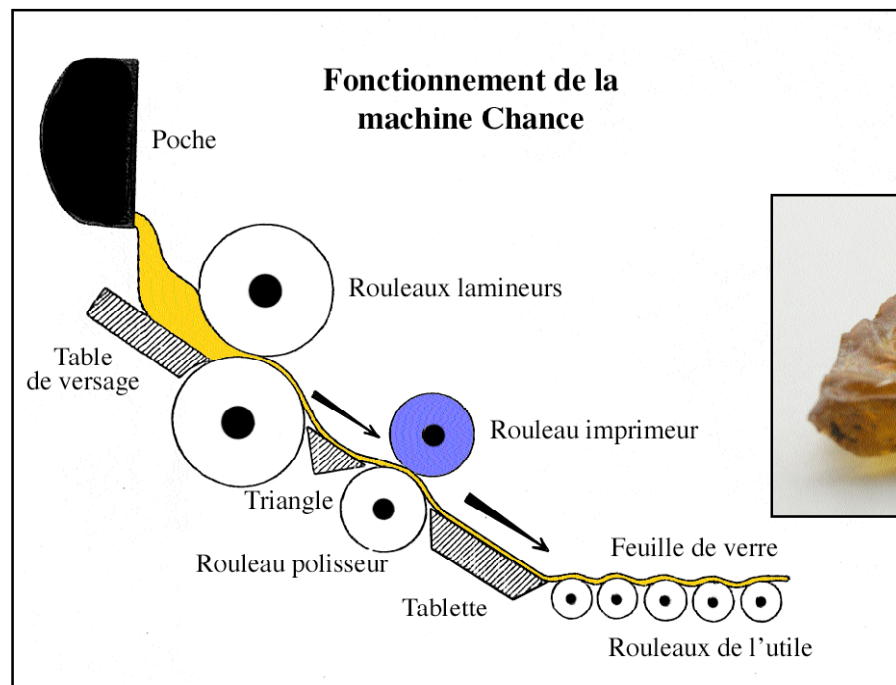 Fonctionnement de la
machine Chance
Poche
Rouleaux lamineurs
Table
de versage
Rouleau imprimeur
Triangle
Rouleau polisseur
Feuille de verre
Tablette
Rouleaux de l’utile